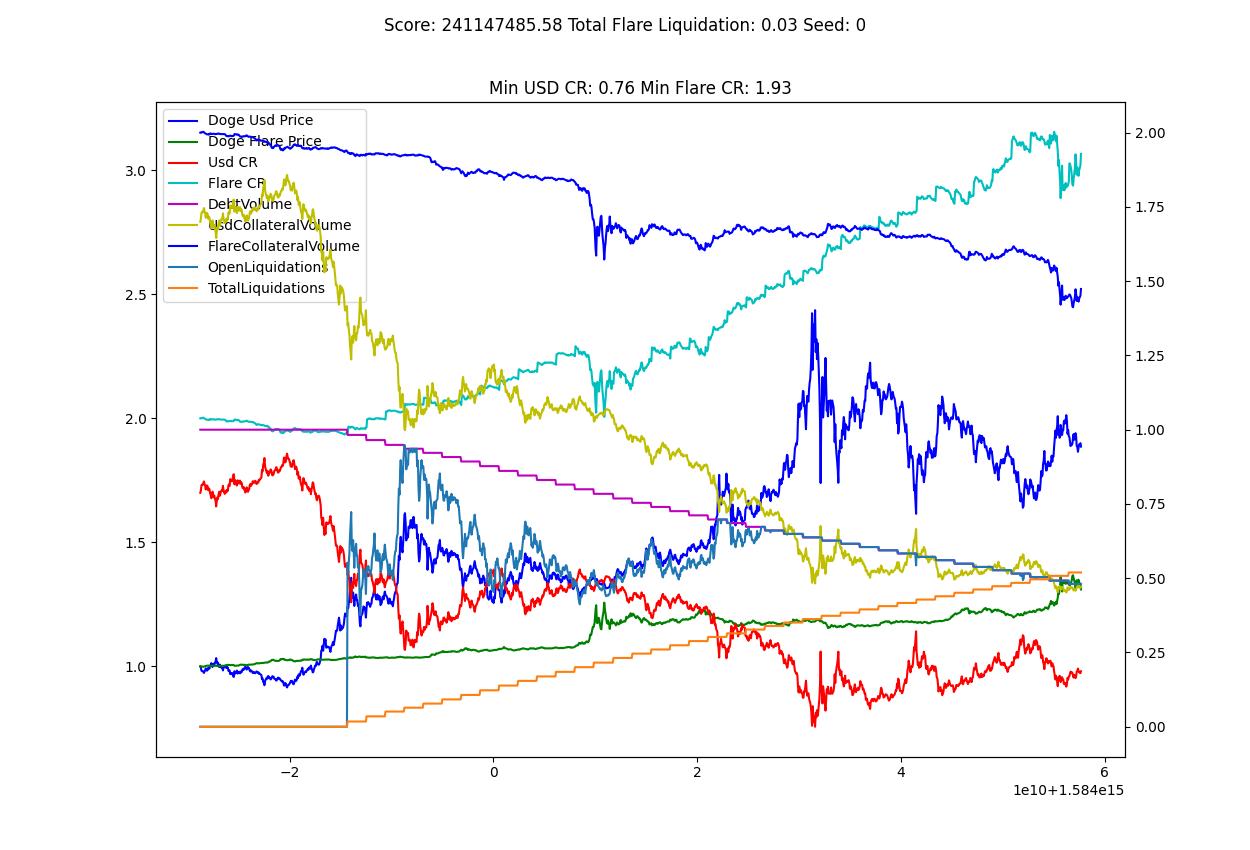 Score: 241147485.58 Total Flare Liquidation: 0.03 Seed: 0
Min USD CR: 0.76 Min Flare CR: 1.93
Doge Usd Price
Doge Flare Price
Usd CR
Flare CR
DebtVolume
UsdCollateralVolume
FlareCollateralVolume
OpenLiquidations
TotalLiquidations
3.0
2.5
2.0
1.5
1.0
2.00
1.75
1.50
1.25
1.00
0.75
0.50
0.25
0.00
−2
0
2
4
6
1e10+1.584e15